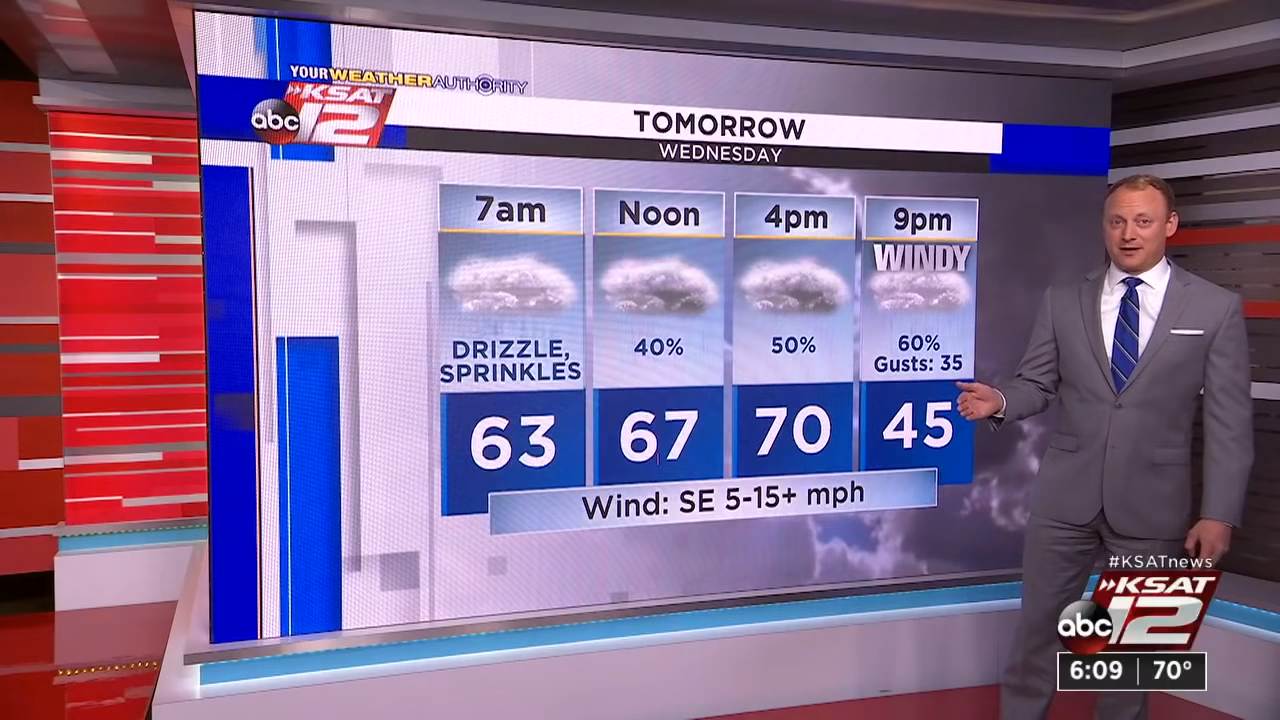 YOUR WEATHER AUTHORITY
KSAT
abc 12
TOMORROW
WEDNESDAY
7am
DRIZZLE,
SPRINKLES
63
Noon
40%
67
4pm
50%
70
9pm
WINDY
60%
Gusts: 35
45
Wind: SE 5-15+ mph
#KSATnews
KSAT
abc 12
6:09 70°